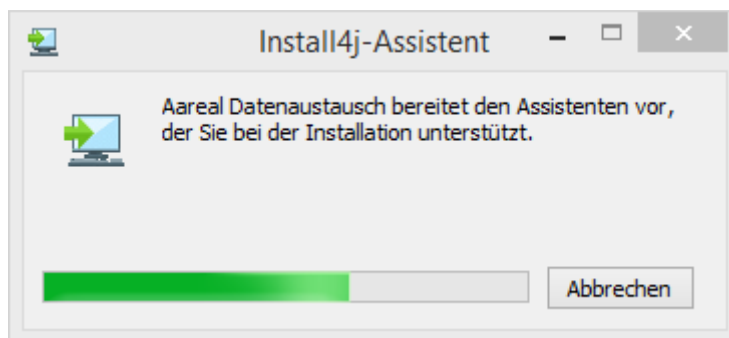 Install4j-Assistent
Aareal Datenaustausch bereitet den Assistenten vor,
der Sie bei der Installation unterstützt.
Abbrechen